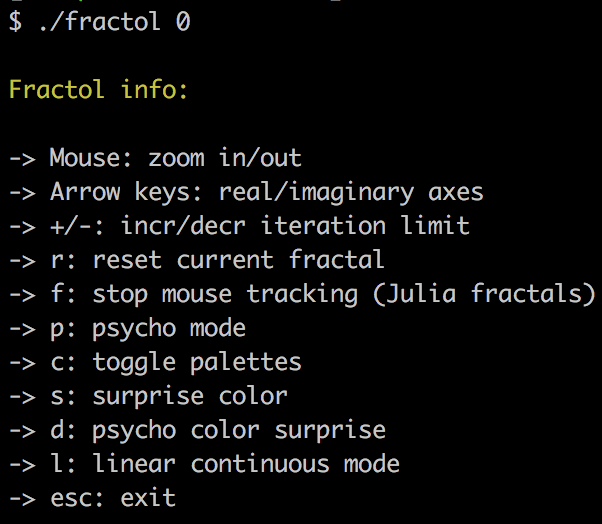 $ ./fractol 0
Fractol info:
-> Mouse: zoom in/out
-> Arrow keys: real/imaginary axes
-> +/-: incr/decr iteration limit
-> r: reset current fractal
-> f: stop mouse tracking (Julia fractals)
-> p: psycho mode
-> c: toggle palettes
-> s: surprise color
-> d: psycho color surprise
-> l: linear continuous mode
-> esc: exit